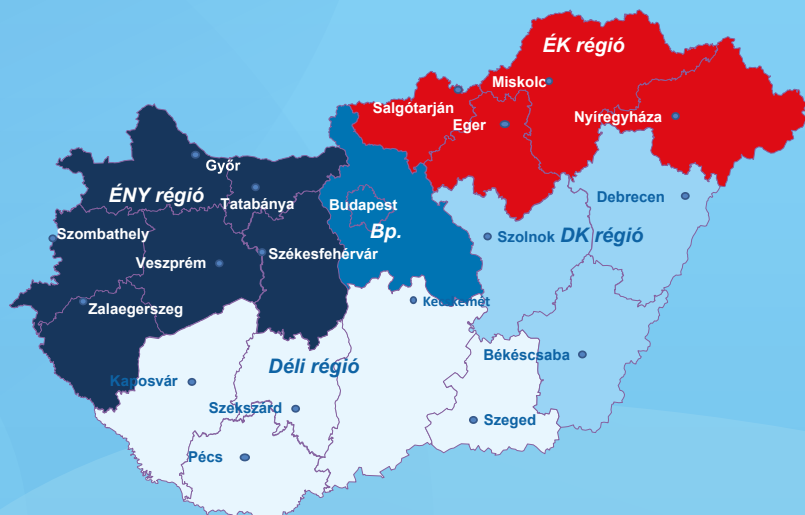 ÉK régió
Miskolc
Salgótarján
Eger
Nyíregyháza
Győr
ÉNY régió
Tatabánya
Budapest
Debrecen
Bp.
Szombathely
Szolnok
DK régió
Veszprém
Székesfehérvár
Zalaegerszeg
Kecskemét
Békéscsaba
Déli régió
Kaposvár
Szekszárd
Szeged
Pécs